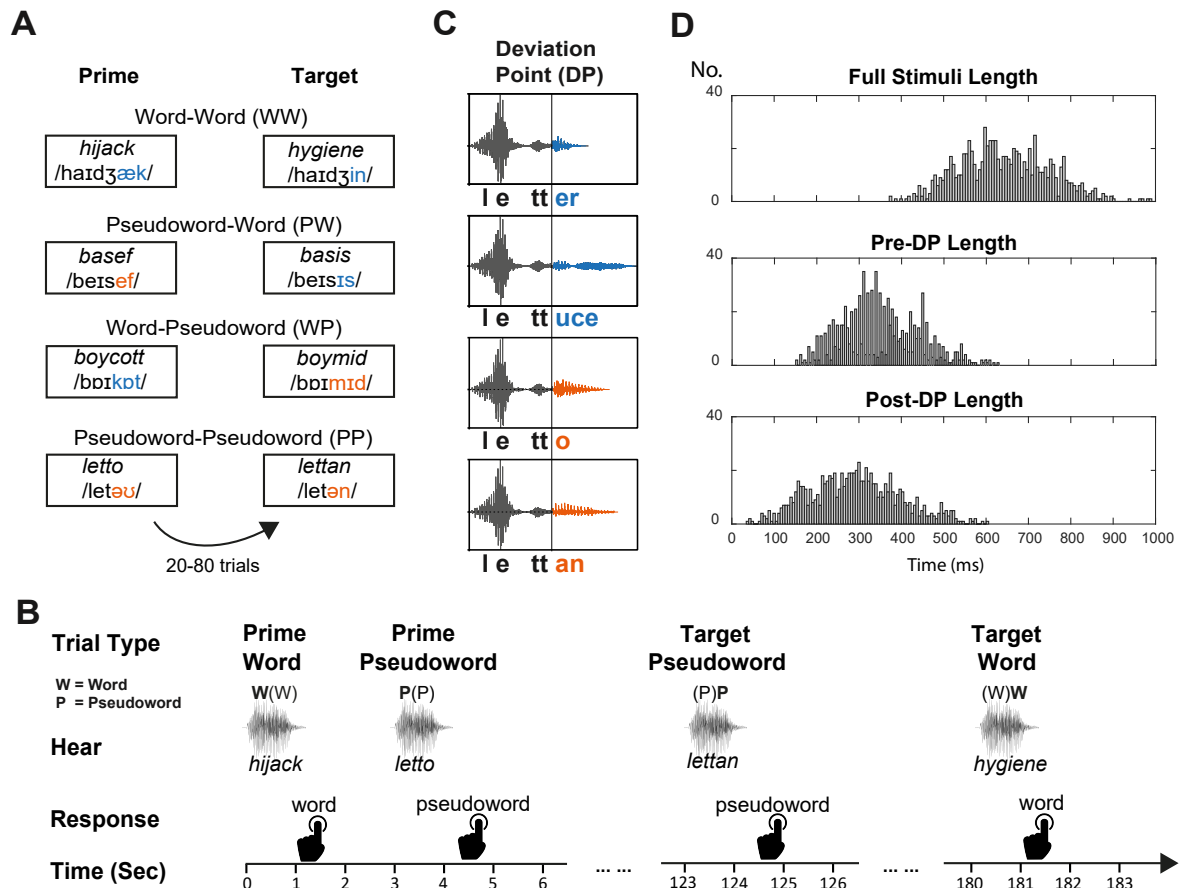 A
Prime Target
Word-Word (WW)
hijack hygiene
/haɪdʒæk/ /haɪdʒin/
Pseudoword-Word (PW)
basef basis
/beɪsef/ /beɪsɪs/
Word-Pseudoword (WP)
boycott boymid
/bɒɪkɒt/ /bɒɪmɪd/
Pseudoword-Pseudoword (PP)
letto lettan
/letəʊ/ /letən/
20-80 trials
C
Deviation
Point (DP)
l e tt er
l e tt uce
l e tt o
l e tt an
D
No.
Full Stimuli Length
40
20
0
Pre-DP Length
40
20
0
Post-DP Length
40
20
0
0 100 200 300 400 500 600 700 800 900 1000
Time (ms)
B
Trial Type
Prime Prime Target Target
Word Pseudoword Pseudoword Word
W = Word
P = Pseudoword
W(W) P(P) (P)P (W)W
Hear
hijack letto lettan hygiene
Response
word pseudoword pseudoword word
Time (Sec)
0 1 2 3 4 5 6 ... ... 123 124 125 126 ... ... 180 181 182 183